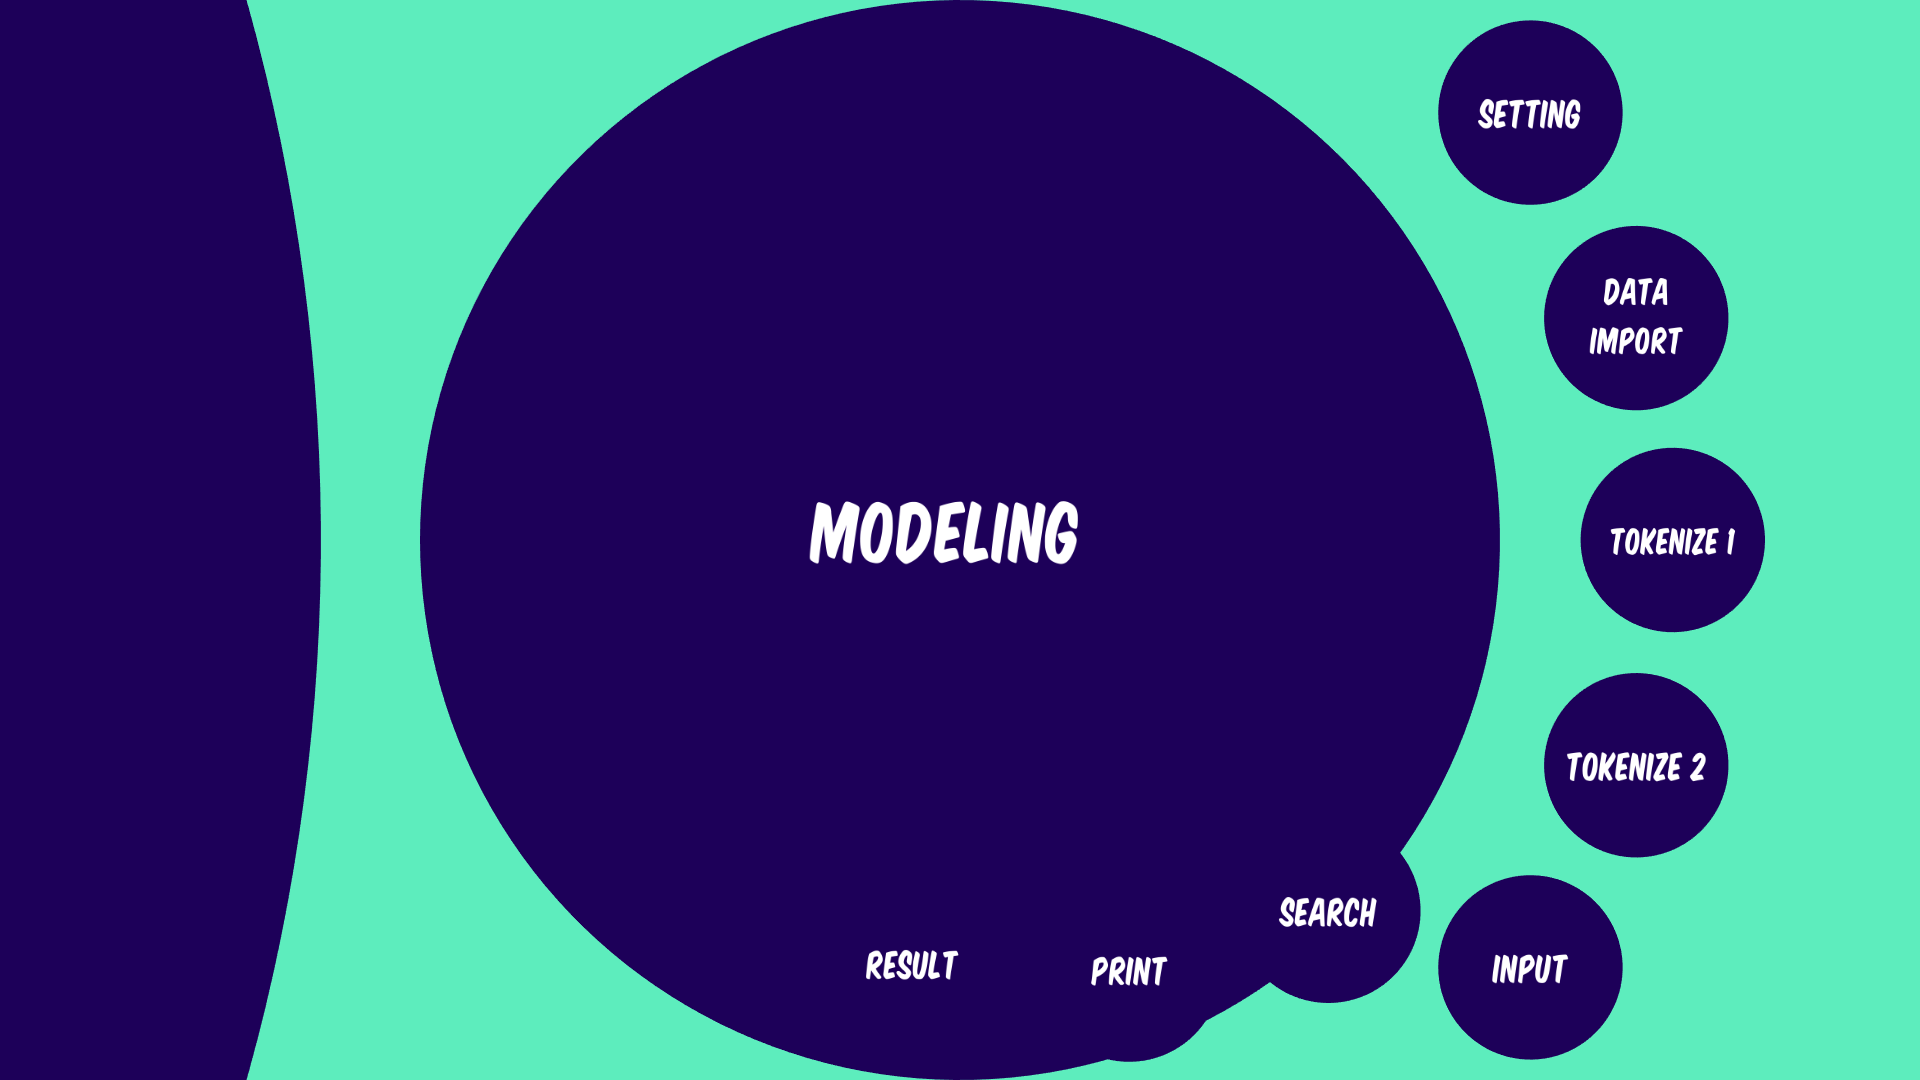 SETTING
DATA
IMPORT
MODELING
TOKENIZE 1
TOKENIZE 2
SEARCH
RESULT
PRINT
INPUT